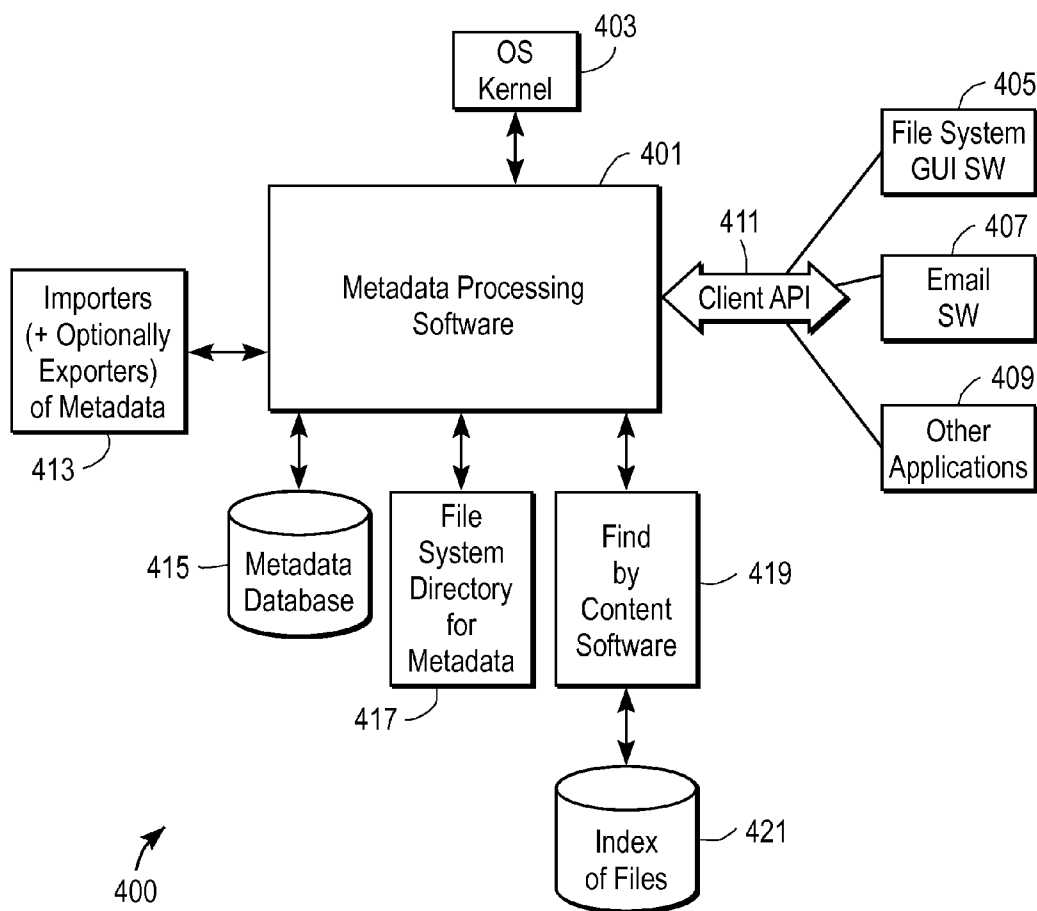 OS
Kernel
403
401
Metadata Processing
Software
411
Client API
405
File System
GUI SW
407
Email
SW
409
Other
Applications
Importers
(+ Optionally
Exporters)
of Metadata
413
415
Metadata
Database
File
System
Directory
for
Metadata
417
Find
by
Content
Software
419
Index
of Files
421
400